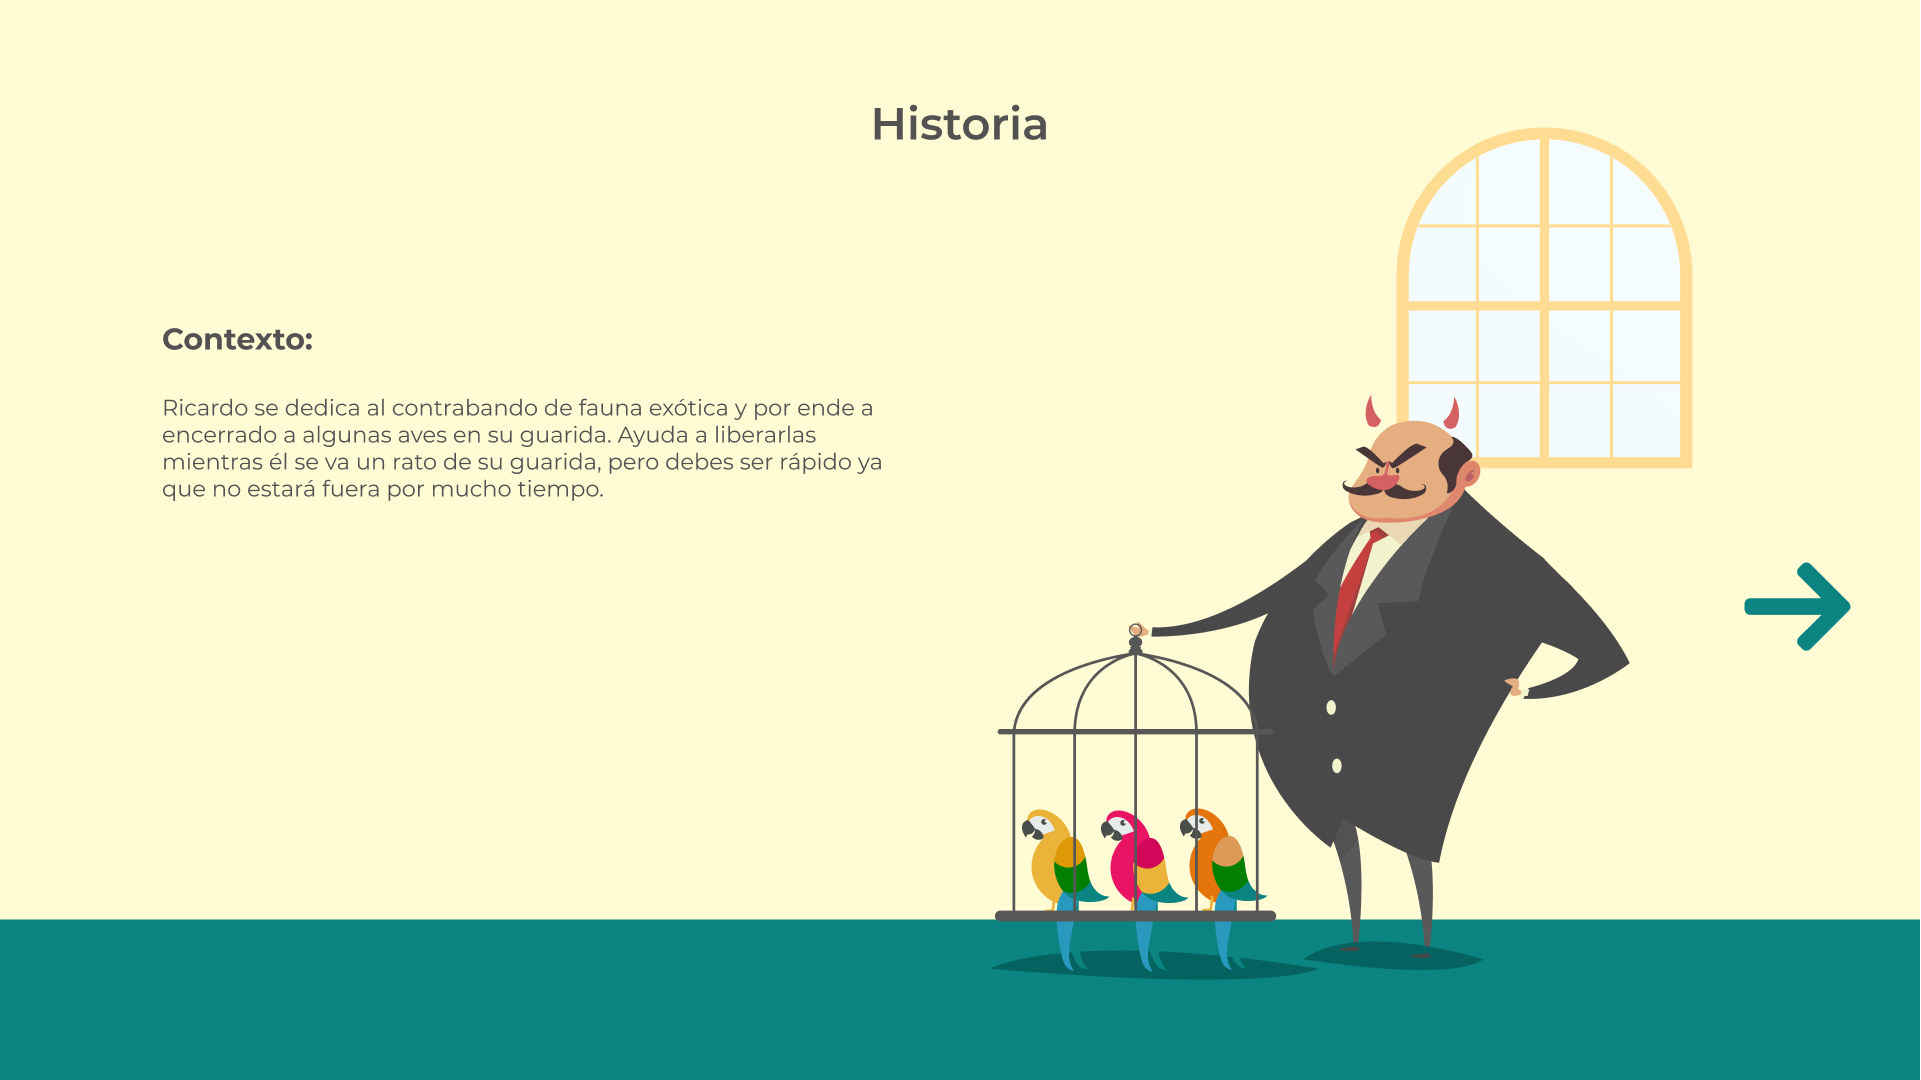 Historia
Contexto:
Ricardo se dedica al contrabando de fauna exótica y por ende a
encerrado a algunas aves en su guarida. Ayuda a liberarlas
mientras él se va un rato de su guarida, pero debes ser rápido ya
que no estará fuera por mucho tiempo.